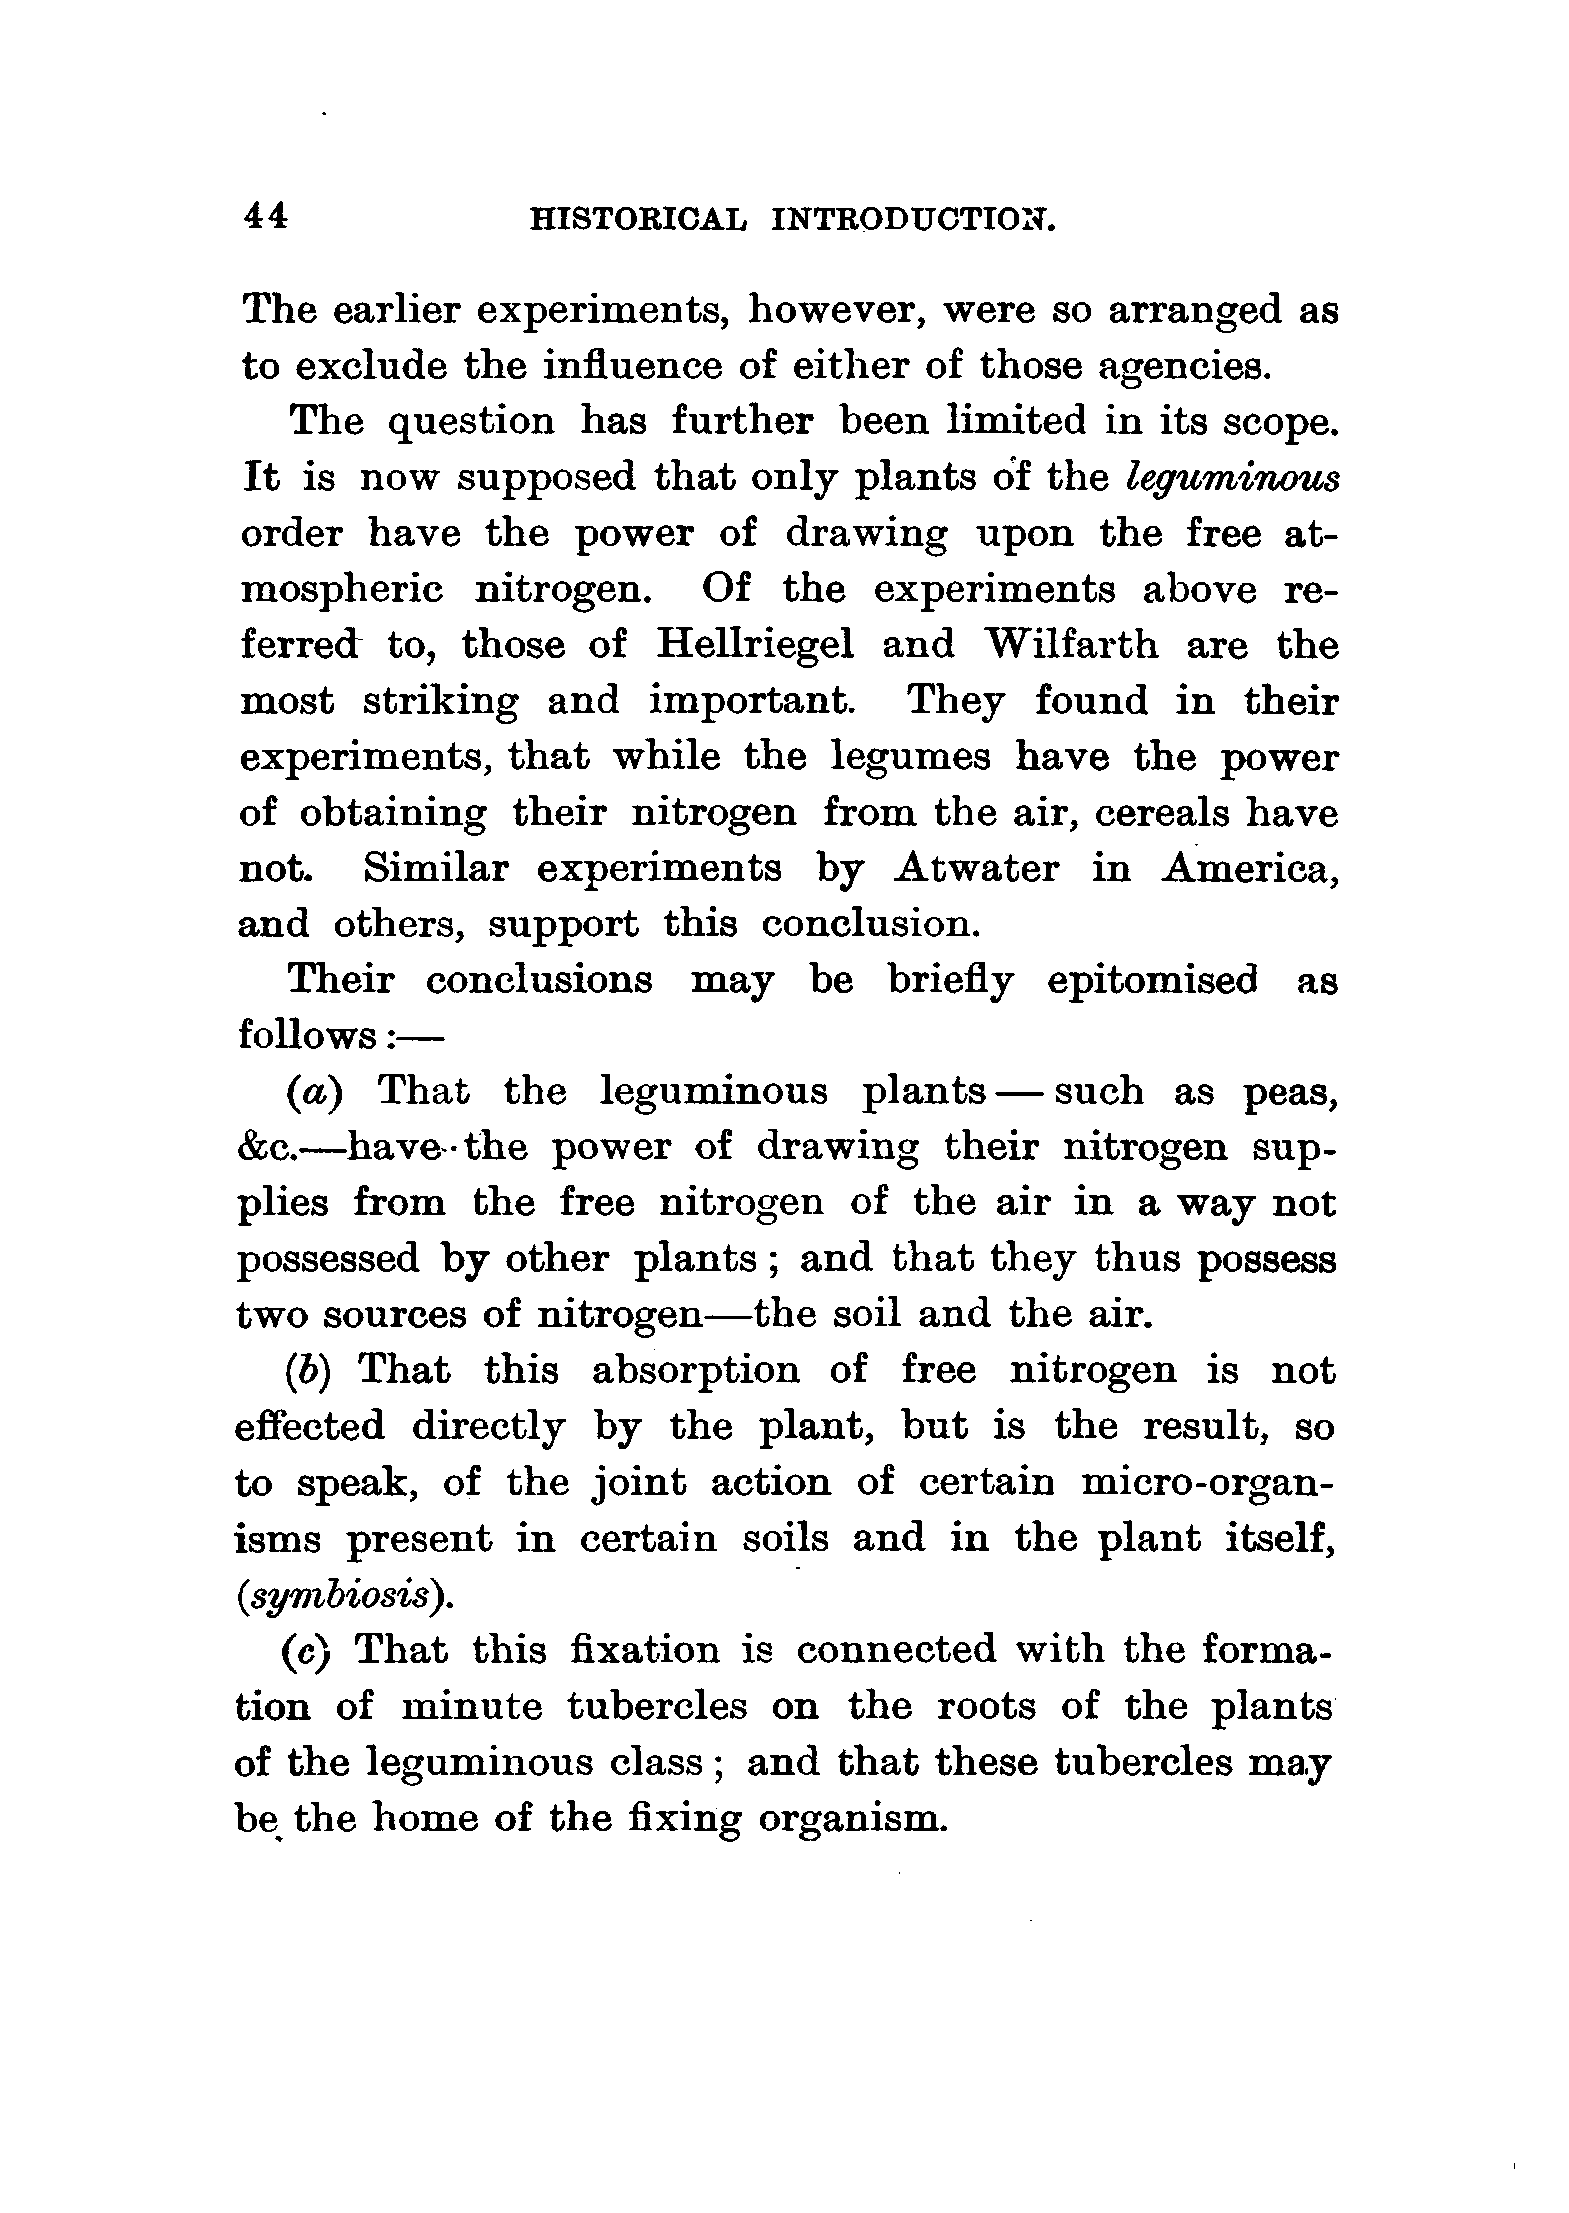 44 HISTORICAL INTRODUCTION.
The earlier experiments, however, were so arranged as
to exclude the influence of either of those agencies.
The question has further been limited in its scope.
It is now supposed that only plants of the leguminous
order have the power of drawing upon the free at-
mospheric nitrogen. Of the experiments above re-
ferred to, those of Hellriegel and Wilfarth are the
most striking and important. They found in their
experiments, that while the legumes have the power
of obtaining their nitrogen from the air, cereals have
not. Similar experiments by Atwater in America,
and others, support this conclusion.
Their conclusions may be briefly epitomised as
follows :—
(a) That the leguminous plants — such as peas,
&c.—have the power of drawing their nitrogen sup-
plies from the free nitrogen of the air in a way not
possessed by other plants ; and that they thus possess
two sources of nitrogen—the soil and the air.
(b) That this absorption of free nitrogen is not
effected directly by the plant, but is the result, so
to speak, of the joint action of certain micro-organ-
isms present in certain soils and in the plant itself,
(symbiosis).
(c) That this fixation is connected with the forma-
tion of minute tubercles on the roots of the plants
of the leguminous class ; and that these tubercles may
be the home of the fixing organism.